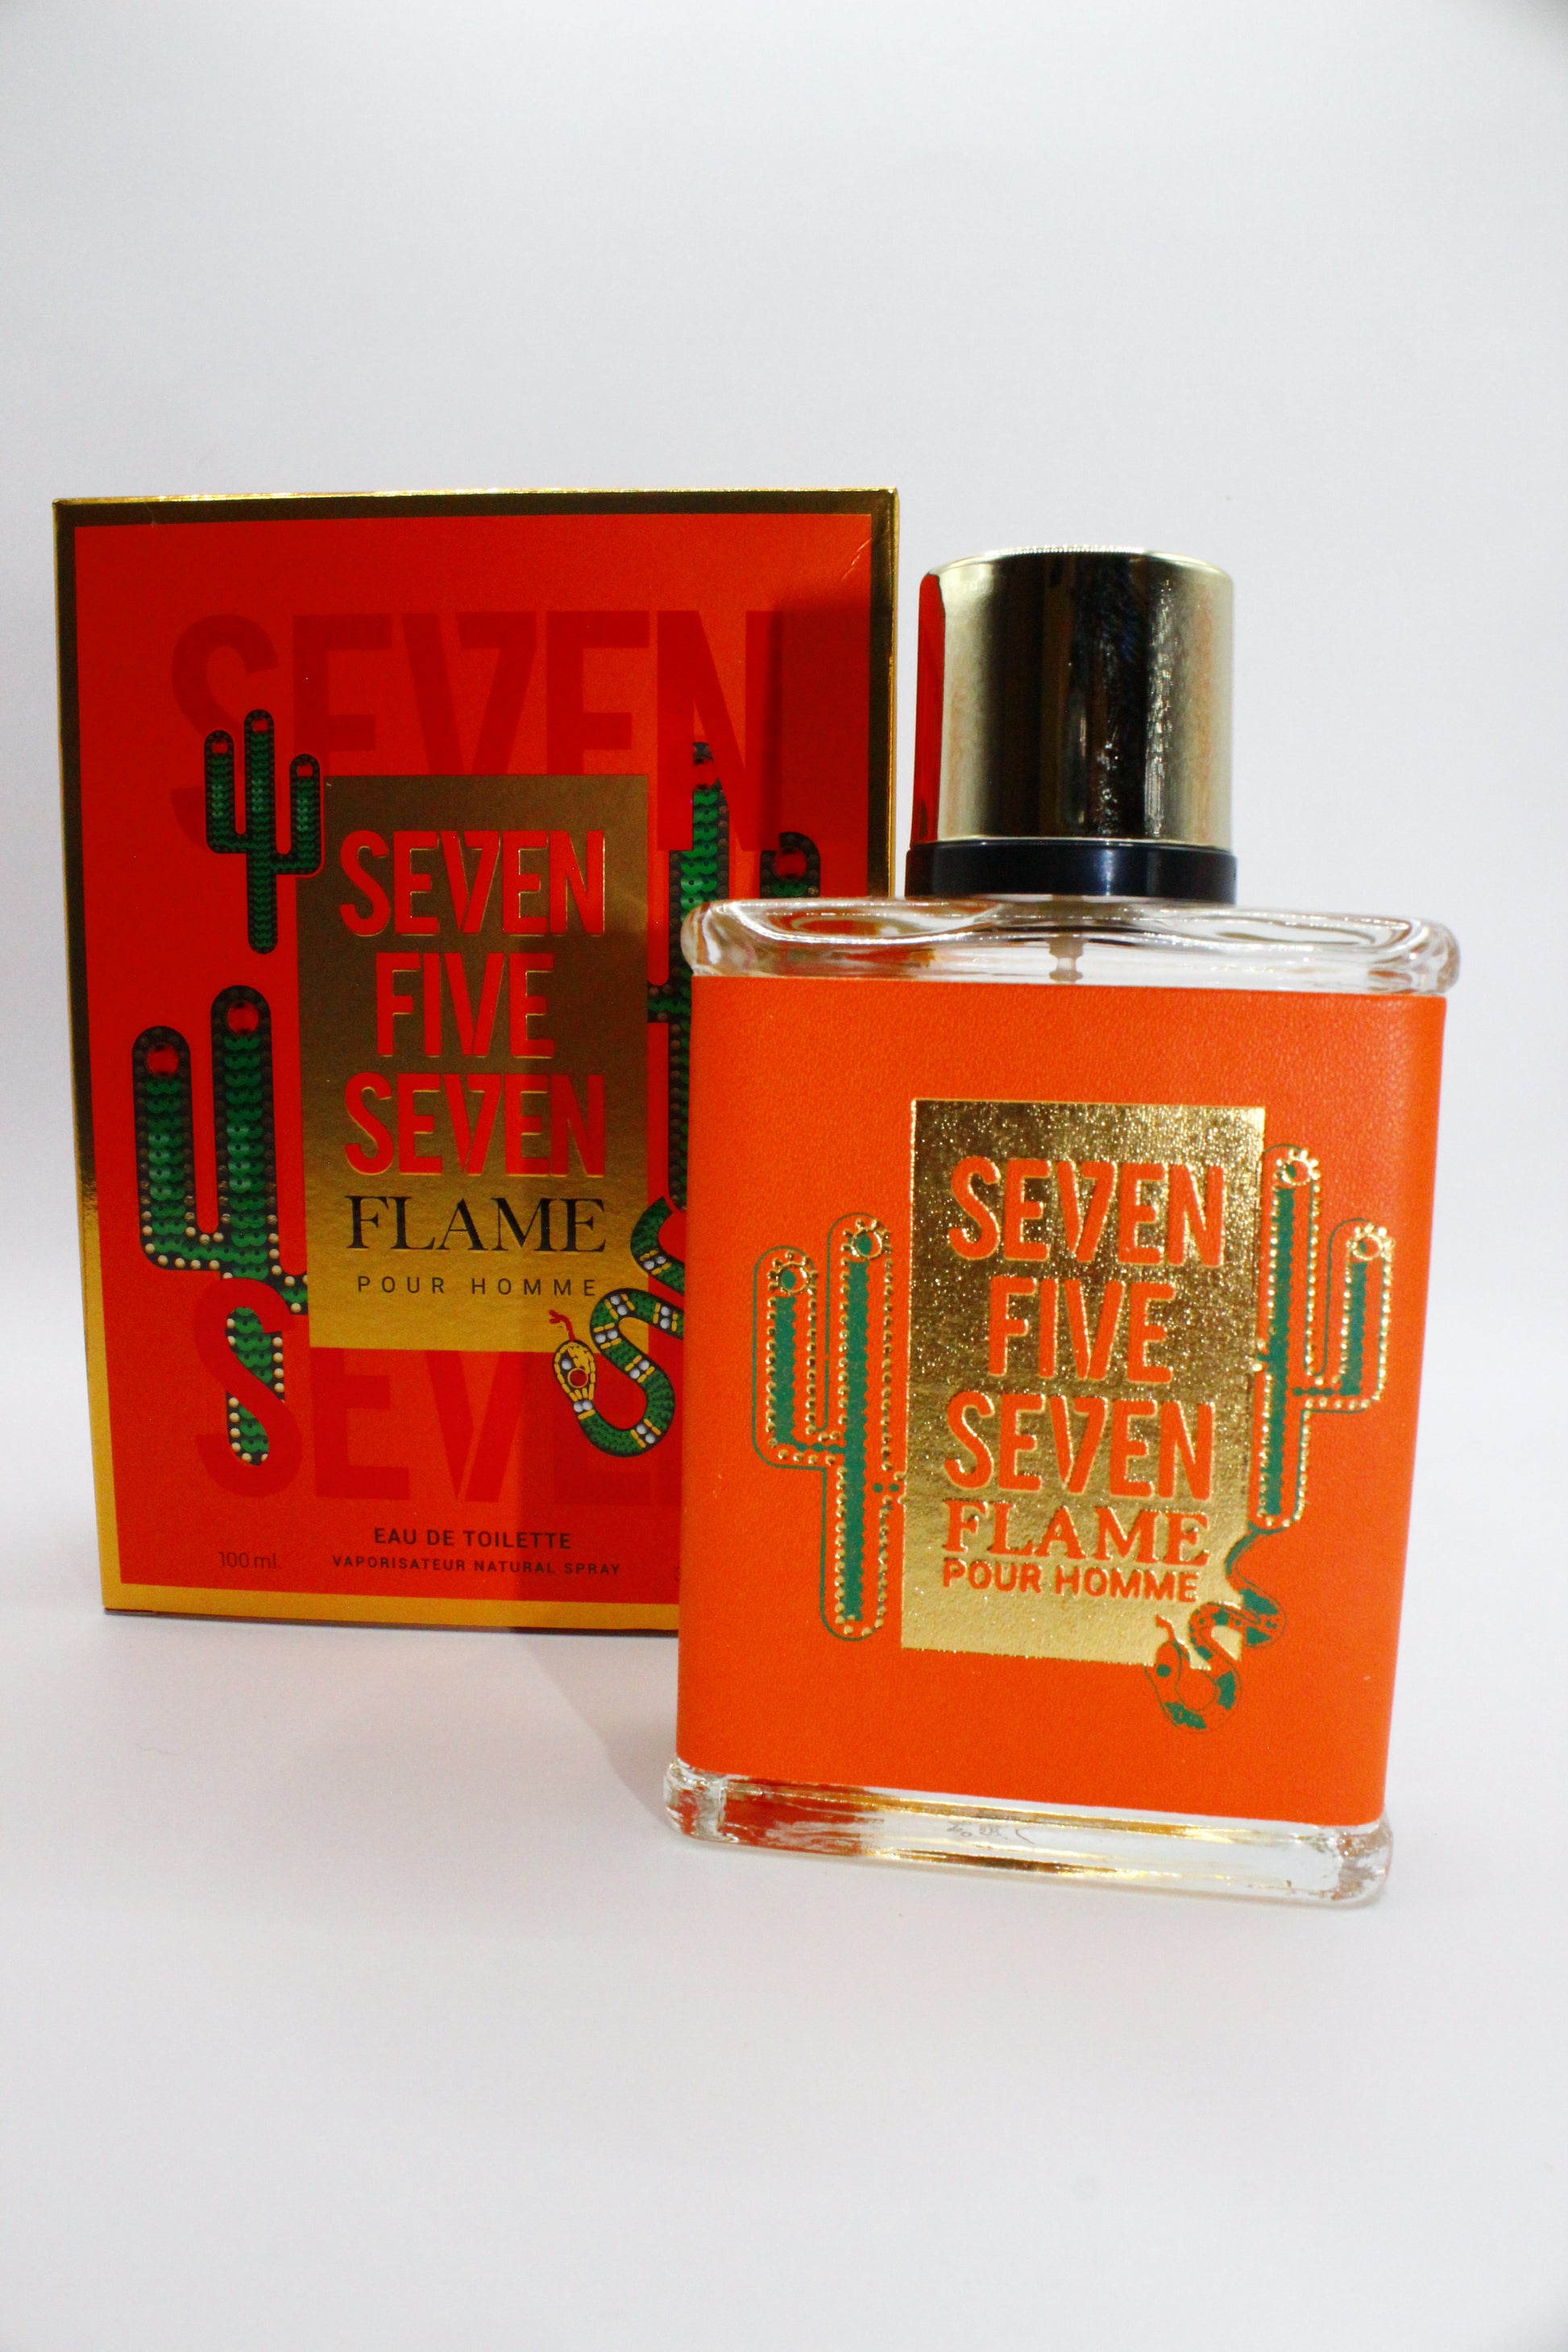 SEVEN
SEVEN
FIVE
SEVEN
FLAME
POUR HOMME
EAU DE TOILETTE
100 ml.
VAPORISATEUR NATURAL SPRAY
SEVEN
FIVE
SEVEN
FLAME
POUR HOMME